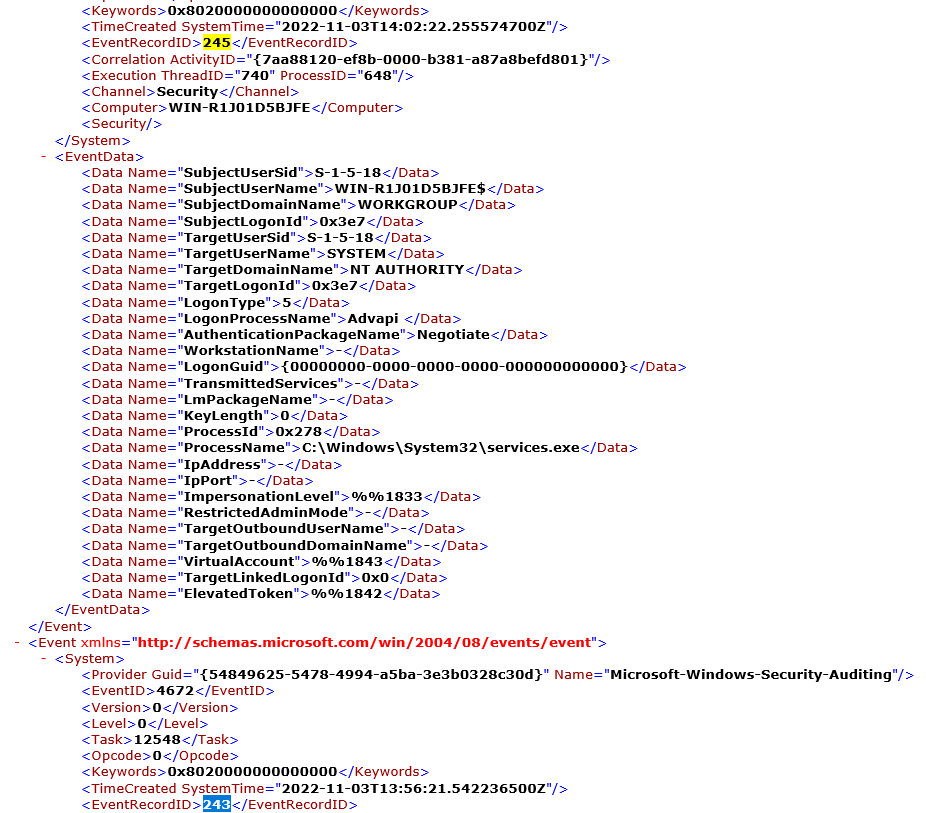 <Keywords>0x8020000000000000</Keywords>
<TimeCreated SystemTime="2022-11-03T14:02:22.255574700Z"/>
<EventRecordID>245</EventRecordID>
<Correlation ActivityID="{7aa88120-ef8b-0000-b381-a87a8befd801}"/>
<Execution ThreadID="740" ProcessID="648"/>
<Channel>Security</Channel>
<Computer>WIN-R1J01D5BJFE</Computer>
<Security/>
</System>
- <EventData>
<Data Name="SubjectUserSid">S-1-5-18</Data>
<Data Name="SubjectUserName">WIN-R1J01D5BJFE$</Data>
<Data Name="SubjectDomainName">WORKGROUP</Data>
<Data Name="SubjectLogonId">0x3e7</Data>
<Data Name="TargetUserSid">S-1-5-18</Data>
<Data Name="TargetUserName">SYSTEM</Data>
<Data Name="TargetDomainName">NT AUTHORITY</Data>
<Data Name="TargetLogonId">0x3e7</Data>
<Data Name="LogonType">5</Data>
<Data Name="LogonProcessName">Advapi </Data>
<Data Name="AuthenticationPackageName">Negotiate</Data>
<Data Name="WorkstationName">-</Data>
<Data Name="LogonGuid">{00000000-0000-0000-0000-000000000000}</Data>
<Data Name="TransmittedServices">-</Data>
<Data Name="LmPackageName">-</Data>
<Data Name="KeyLength">0</Data>
<Data Name="ProcessId">0x278</Data>
<Data Name="ProcessName">C:\Windows\System32\services.exe</Data>
<Data Name="IpAddress">-</Data>
<Data Name="IpPort">-</Data>
<Data Name="ImpersonationLevel">%%1833</Data>
<Data Name="RestrictedAdminMode">-</Data>
<Data Name="TargetOutboundUserName">-</Data>
<Data Name="TargetOutboundDomainName">-</Data>
<Data Name="VirtualAccount">%%1843</Data>
<Data Name="TargetLinkedLogonId">0x0</Data>
<Data Name="ElevatedToken">%%1842</Data>
</EventData>
</Event>
- <Event xmlns="http://schemas.microsoft.com/win/2004/08/events/event">
- <System>
<Provider Guid="{54849625-5478-4994-a5ba-3e3b0328c30d}" Name="Microsoft-Windows-Security-Auditing"/>
<EventID>4672</EventID>
<Version>0</Version>
<Level>0</Level>
<Task>12548</Task>
<Opcode>0</Opcode>
<Keywords>0x8020000000000000</Keywords>
<TimeCreated SystemTime="2022-11-03T13:56:21.542236500Z"/>
<EventRecordID>243</EventRecordID>